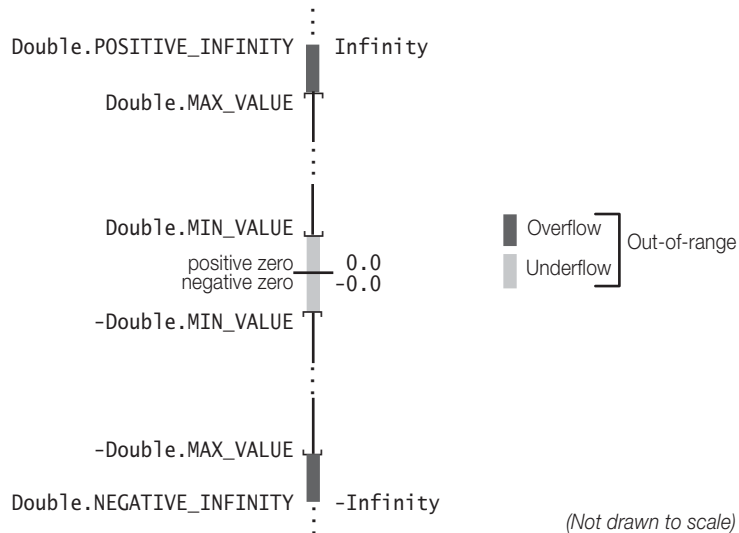 Double.POSITIVE_INFINITY Infinity
Double.MAX_VALUE
Double.MIN_VALUE
positive zero 0.0
negative zero -0.0
-Double.MIN_VALUE
-Double.MAX_VALUE
Double.NEGATIVE_INFINITY -Infinity
Overflow
Underflow
Out-of-range
(Not drawn to scale)